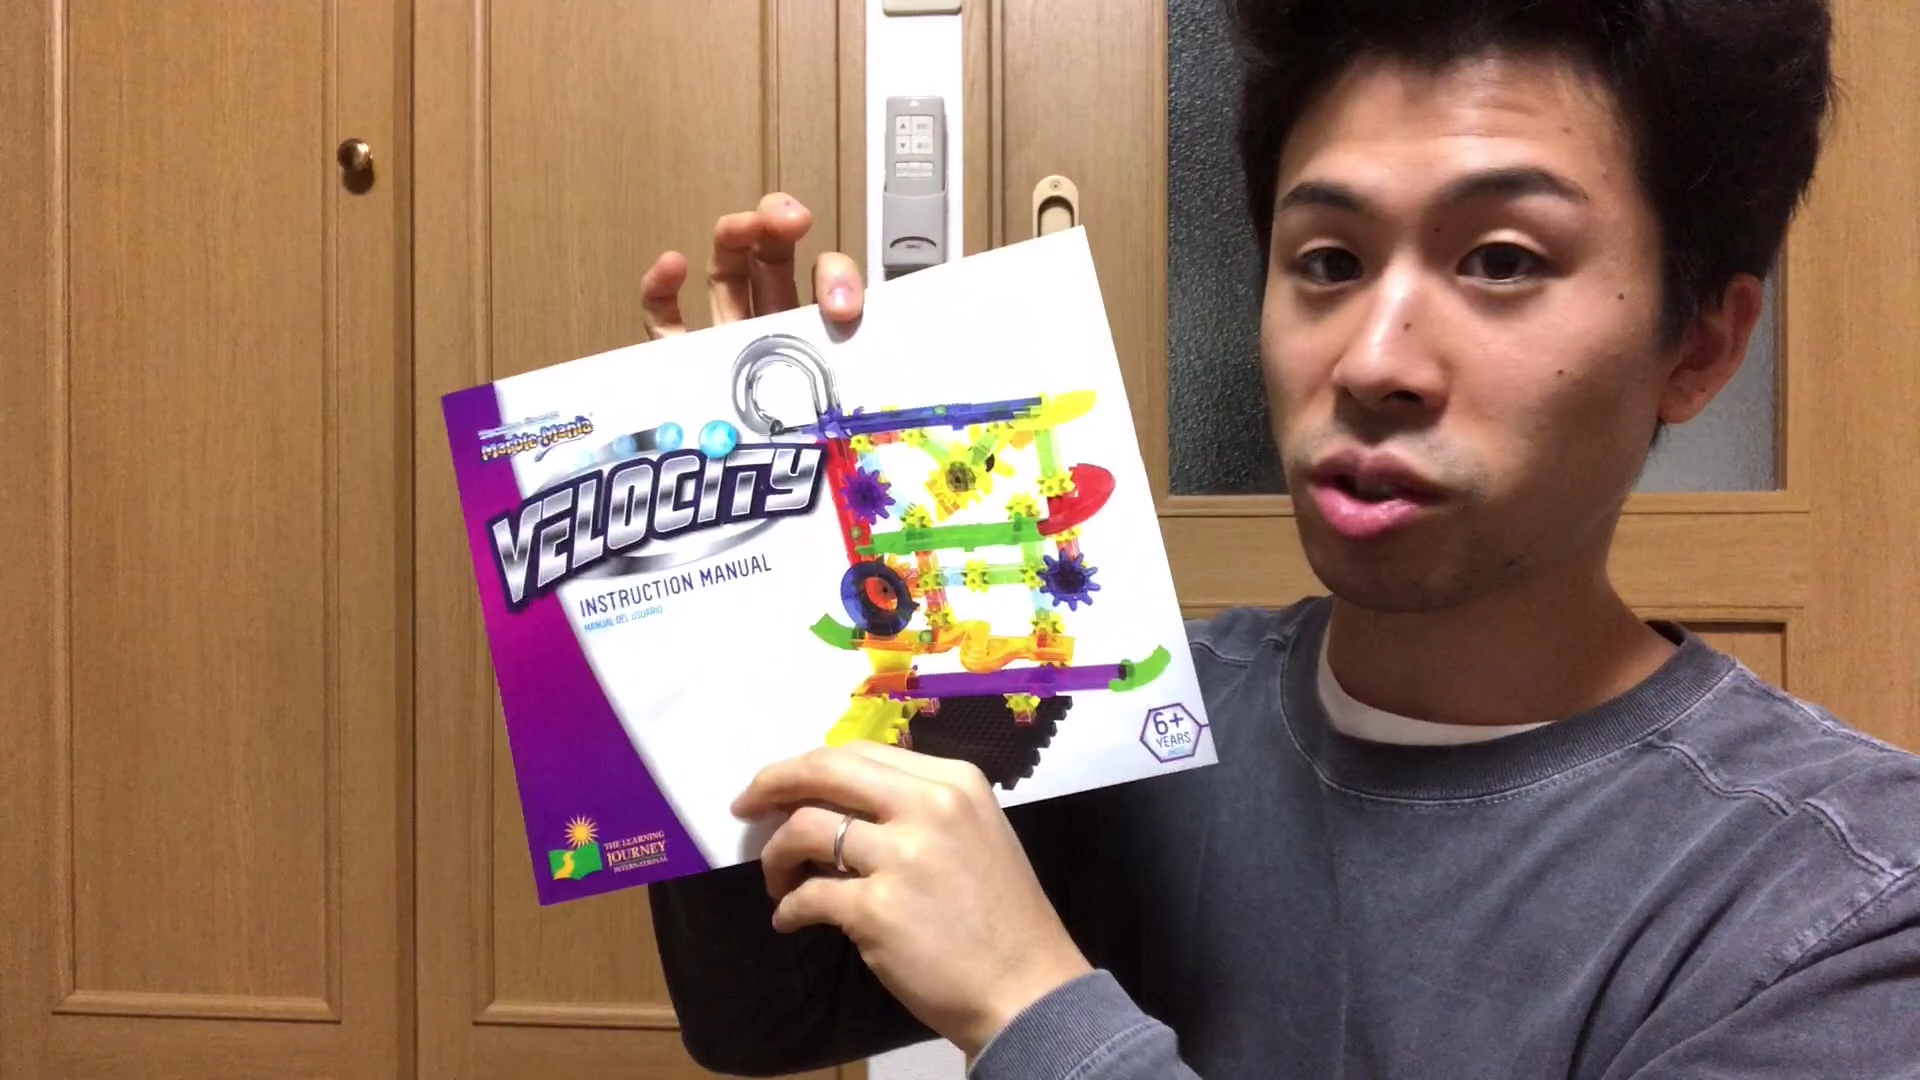 Marble Mania
VELOCITY
INSTRUCTION MANUAL
MANUAL DEL USUARIO
6+
YEARS
THE LEARNING
JOURNEY
INTERNATIONAL